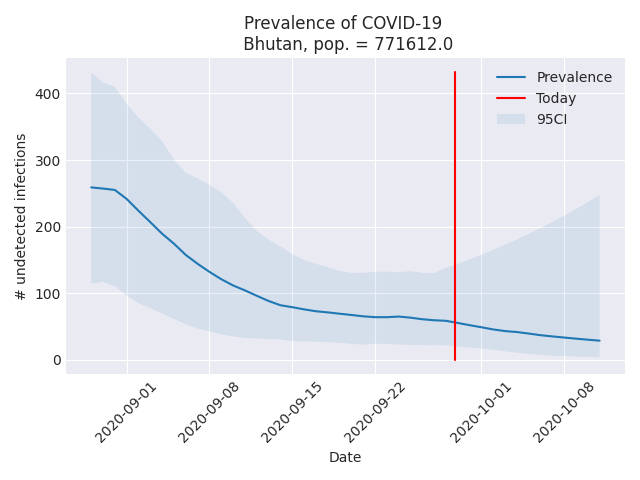 Prevalence of COVID-19
Bhutan, pop. = 771612.0
Prevalence
Today
95CI
# undetected infections
400
300
200
100
0
2020-09-01
2020-09-08
2020-09-15
2020-09-22
2020-10-01
2020-10-08
Date